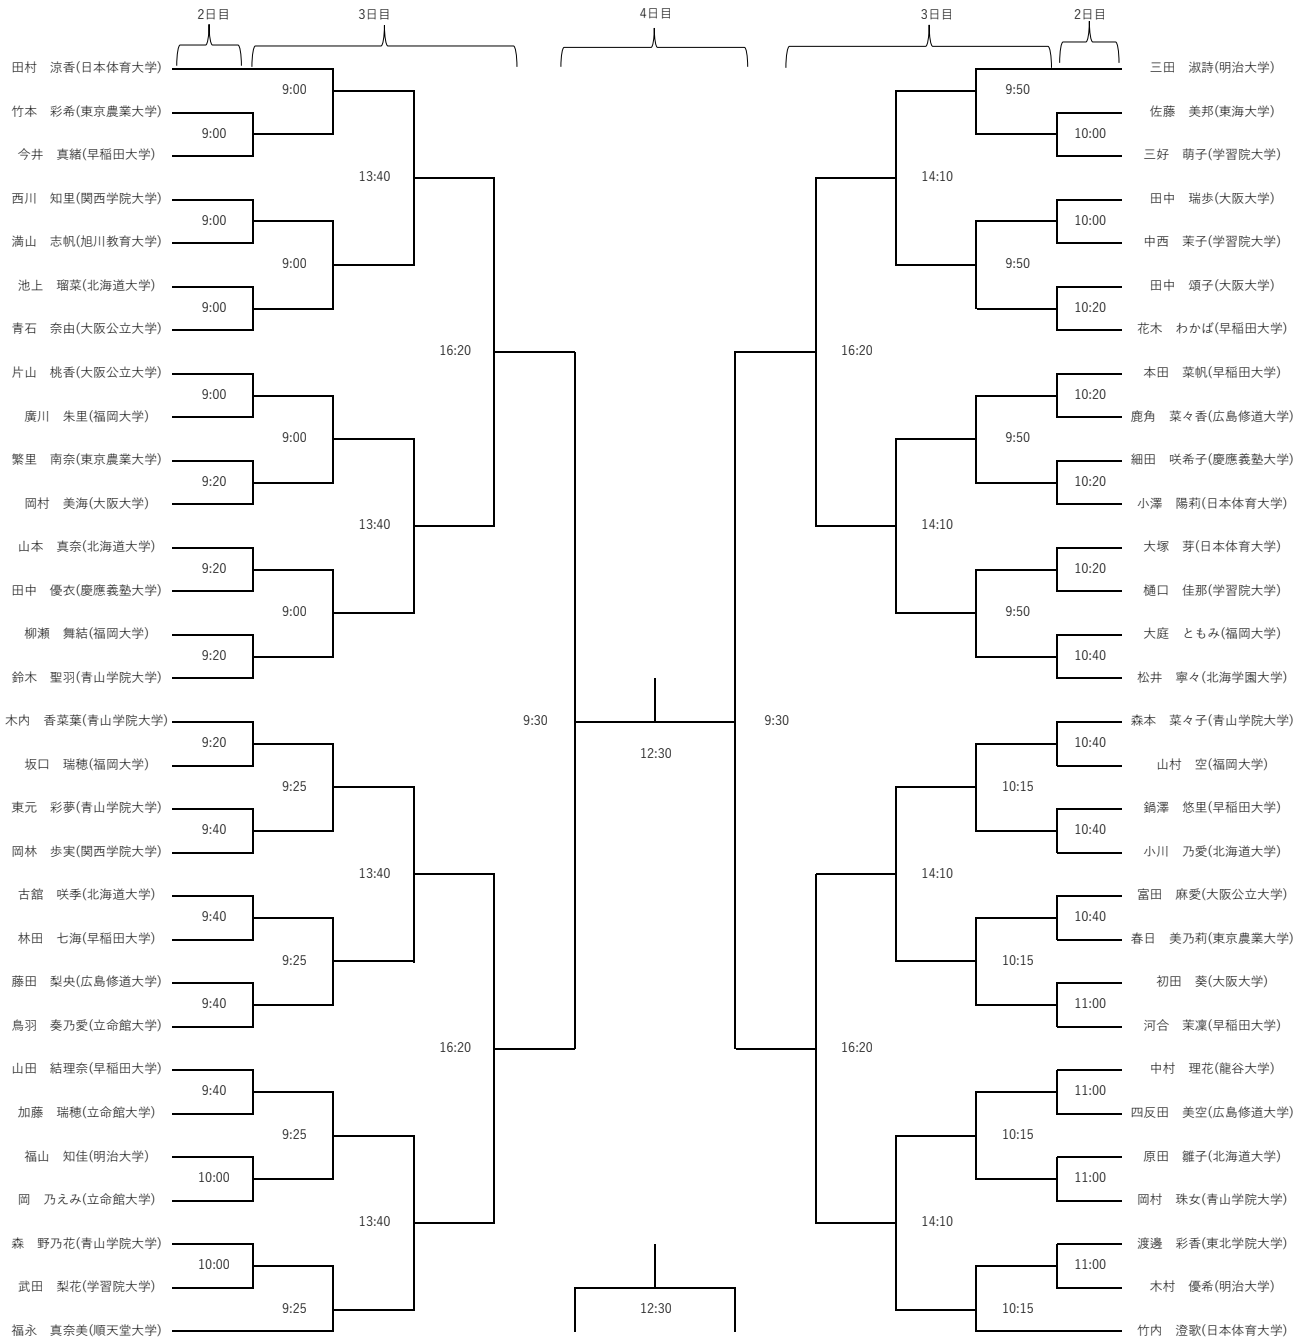 2日目 3日目 4日目 3日目 2日目
田村　涼香(日本体育大学) 三田　淑詩(明治大学)
9:00 9:50
竹本　彩希(東京農業大学) 佐藤　美邦(東海大学)
9:00 10:00
今井　真緒(早稲田大学) 三好　萌子(学習院大学)
13:40 14:10
西川　知里(関西学院大学) 田中　瑞歩(大阪大学)
9:00 10:00
満山　志帆(旭川教育大学) 中西　茉子(学習院大学)
9:00 9:50
池上　瑠菜(北海道大学) 田中　頌子(大阪大学)
9:00 10:20
青石　奈由(大阪公立大学) 花木　わかば(早稲田大学)
16:20 16:20
片山　桃香(大阪公立大学) 本田　菜帆(早稲田大学)
9:00 10:20
廣川　朱里(福岡大学) 鹿角　菜々香(広島修道大学)
9:00 9:50
繁里　南奈(東京農業大学) 細田　咲希子(慶應義塾大学)
9:20 10:20
岡村　美海(大阪大学) 小澤　陽莉(日本体育大学)
13:40 14:10
山本　真奈(北海道大学) 大塚　芽(日本体育大学)
9:20 10:20
田中　優衣(慶應義塾大学) 樋口　佳那(学習院大学)
9:00 9:50
柳瀬　舞結(福岡大学) 大庭　ともみ(福岡大学)
9:20 10:40
鈴木　聖羽(青山学院大学) 松井　寧々(北海学園大学)
木内　香菜葉(青山学院大学) 9:30 9:30 森本　菜々子(青山学院大学)
9:20 12:30 10:40
坂口　瑞穂(福岡大学) 山村　空(福岡大学)
9:25 10:15
東元　彩夢(青山学院大学) 鍋澤　悠里(早稲田大学)
9:40 10:40
岡林　歩実(関西学院大学) 小川　乃愛(北海道大学)
13:40 14:10
古舘　咲季(北海道大学) 富田　麻愛(大阪公立大学)
9:40 10:40
林田　七海(早稲田大学) 春日　美乃莉(東京農業大学)
9:25 10:15
藤田　梨央(広島修道大学) 初田　葵(大阪大学)
9:40 11:00
鳥羽　奏乃愛(立命館大学) 河合　茉凜(早稲田大学)
16:20 16:20
山田　結理奈(早稲田大学) 中村　理花(龍谷大学)
9:40 11:00
加藤　瑞穂(立命館大学) 四反田　美空(広島修道大学)
9:25 10:15
福山　知佳(明治大学) 原田　雛子(北海道大学)
10:00 11:00
岡　乃えみ(立命館大学) 岡村　珠女(青山学院大学)
13:40 14:10
森　野乃花(青山学院大学) 渡邊　彩香(東北学院大学)
10:00 11:00
武田　梨花(学習院大学) 木村　優希(明治大学)
9:25 12:30 10:15
福永　真奈美(順天堂大学) 竹内　澄歌(日本体育大学)